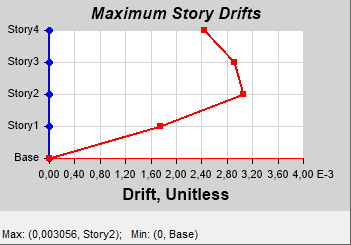 Maximum Story Drifts
Story4
Story3
Story2
Story1
Base
0,00 0,40 0,80 1,20 1,60 2,00 2,40 2,80 3,20 3,60 4,00 E-3
Drift, Unitless
Max: (0,003056, Story2); Min: (0, Base)